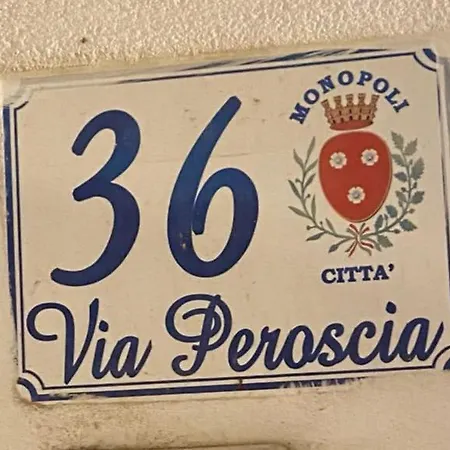 36
MONOPOLI
CITTA'
Via Peroscia